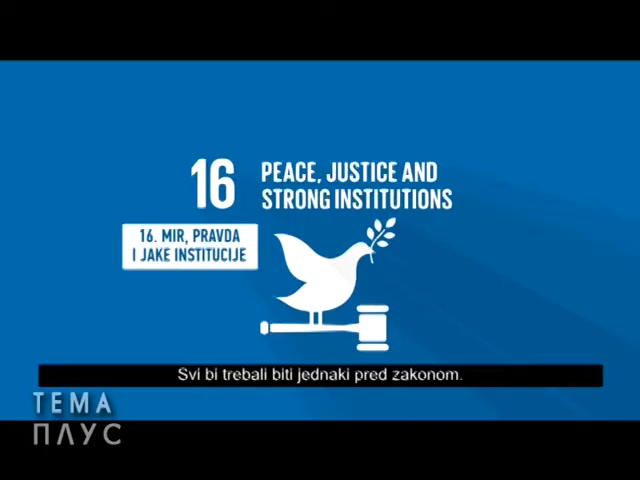 16
PEACE, JUSTICE AND
STRONG INSTITUTIONS
16. MIR, PRAVDA
I JAKE INSTITUCIJE
Svi bi trebali biti jednaki pred zakonom.
ТЕМА
ПЛУС